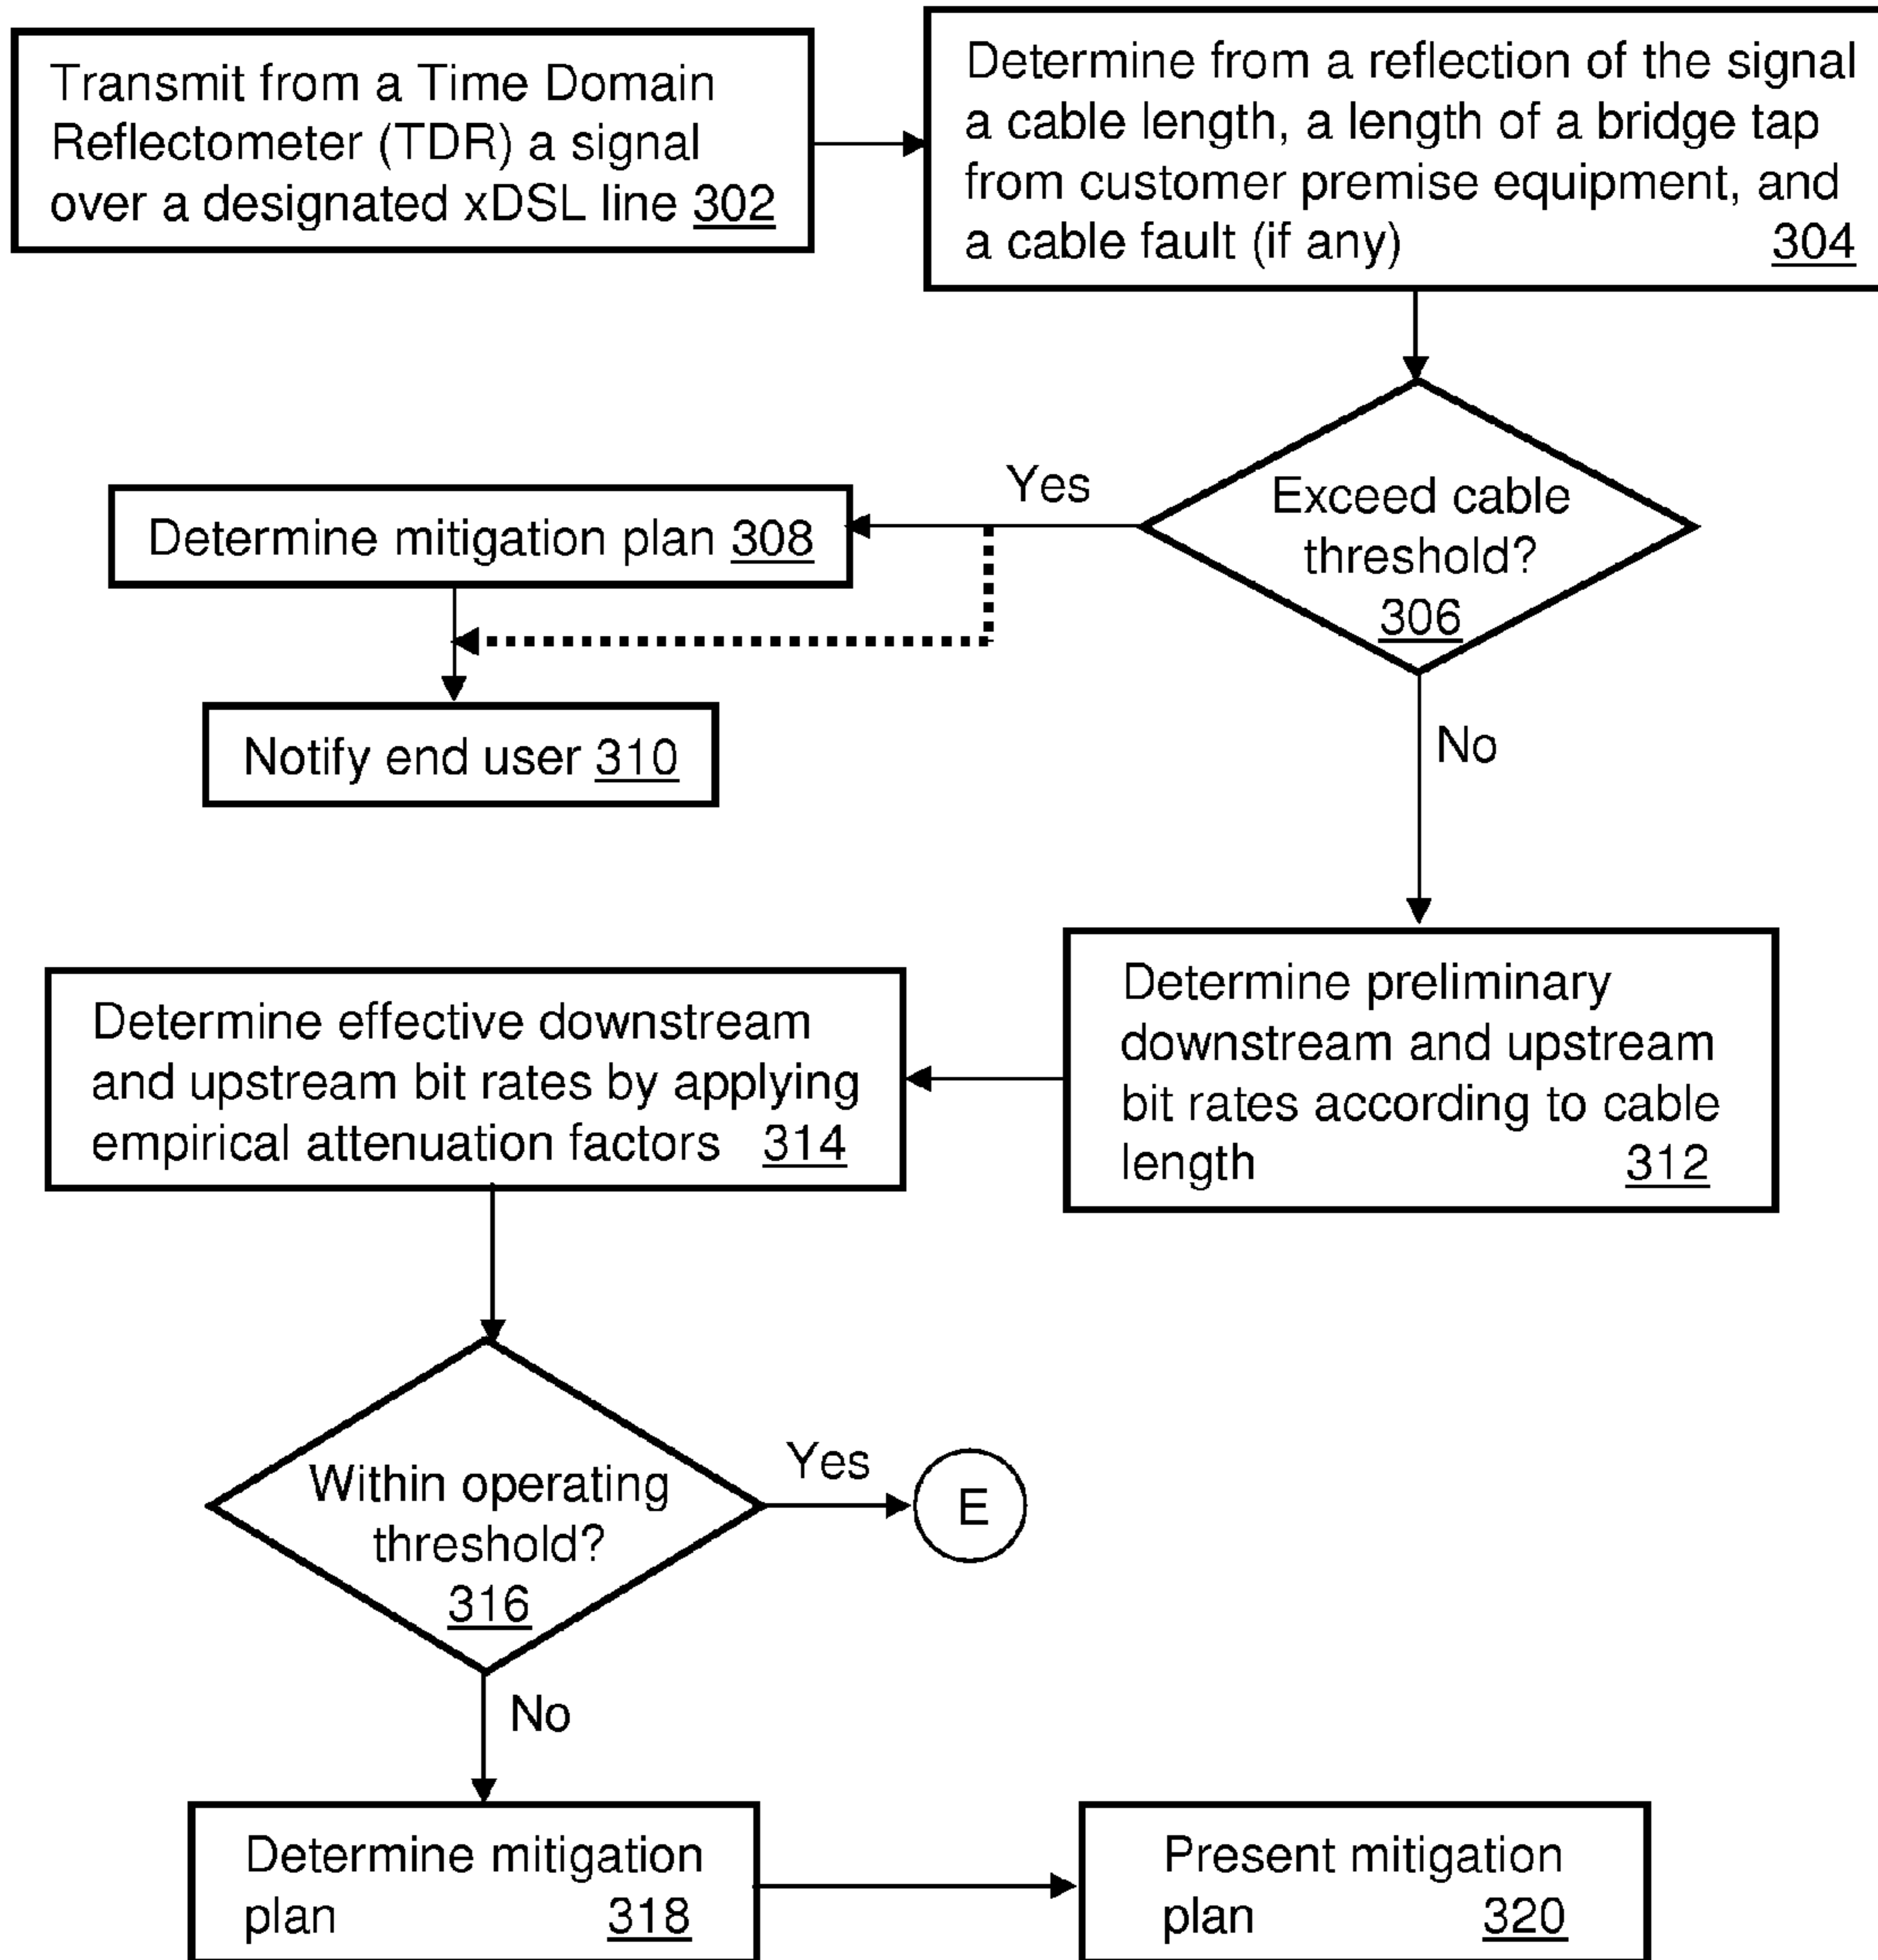 Transmit from a Time Domain
Reflectometer (TDR) a signal
over a designated xDSL line 302
Determine from a reflection of the signal
a cable length, a length of a bridge tap
from customer premise equipment, and
a cable fault (if any) 304
Exceed cable
threshold?
306
Yes
Determine mitigation plan 308
Notify end user 310
No
Determine preliminary
downstream and upstream
bit rates according to cable
length 312
Determine effective downstream
and upstream bit rates by applying
empirical attenuation factors 314
Within operating
threshold?
316
Yes
E
No
Determine mitigation
plan 318
Present mitigation
plan 320